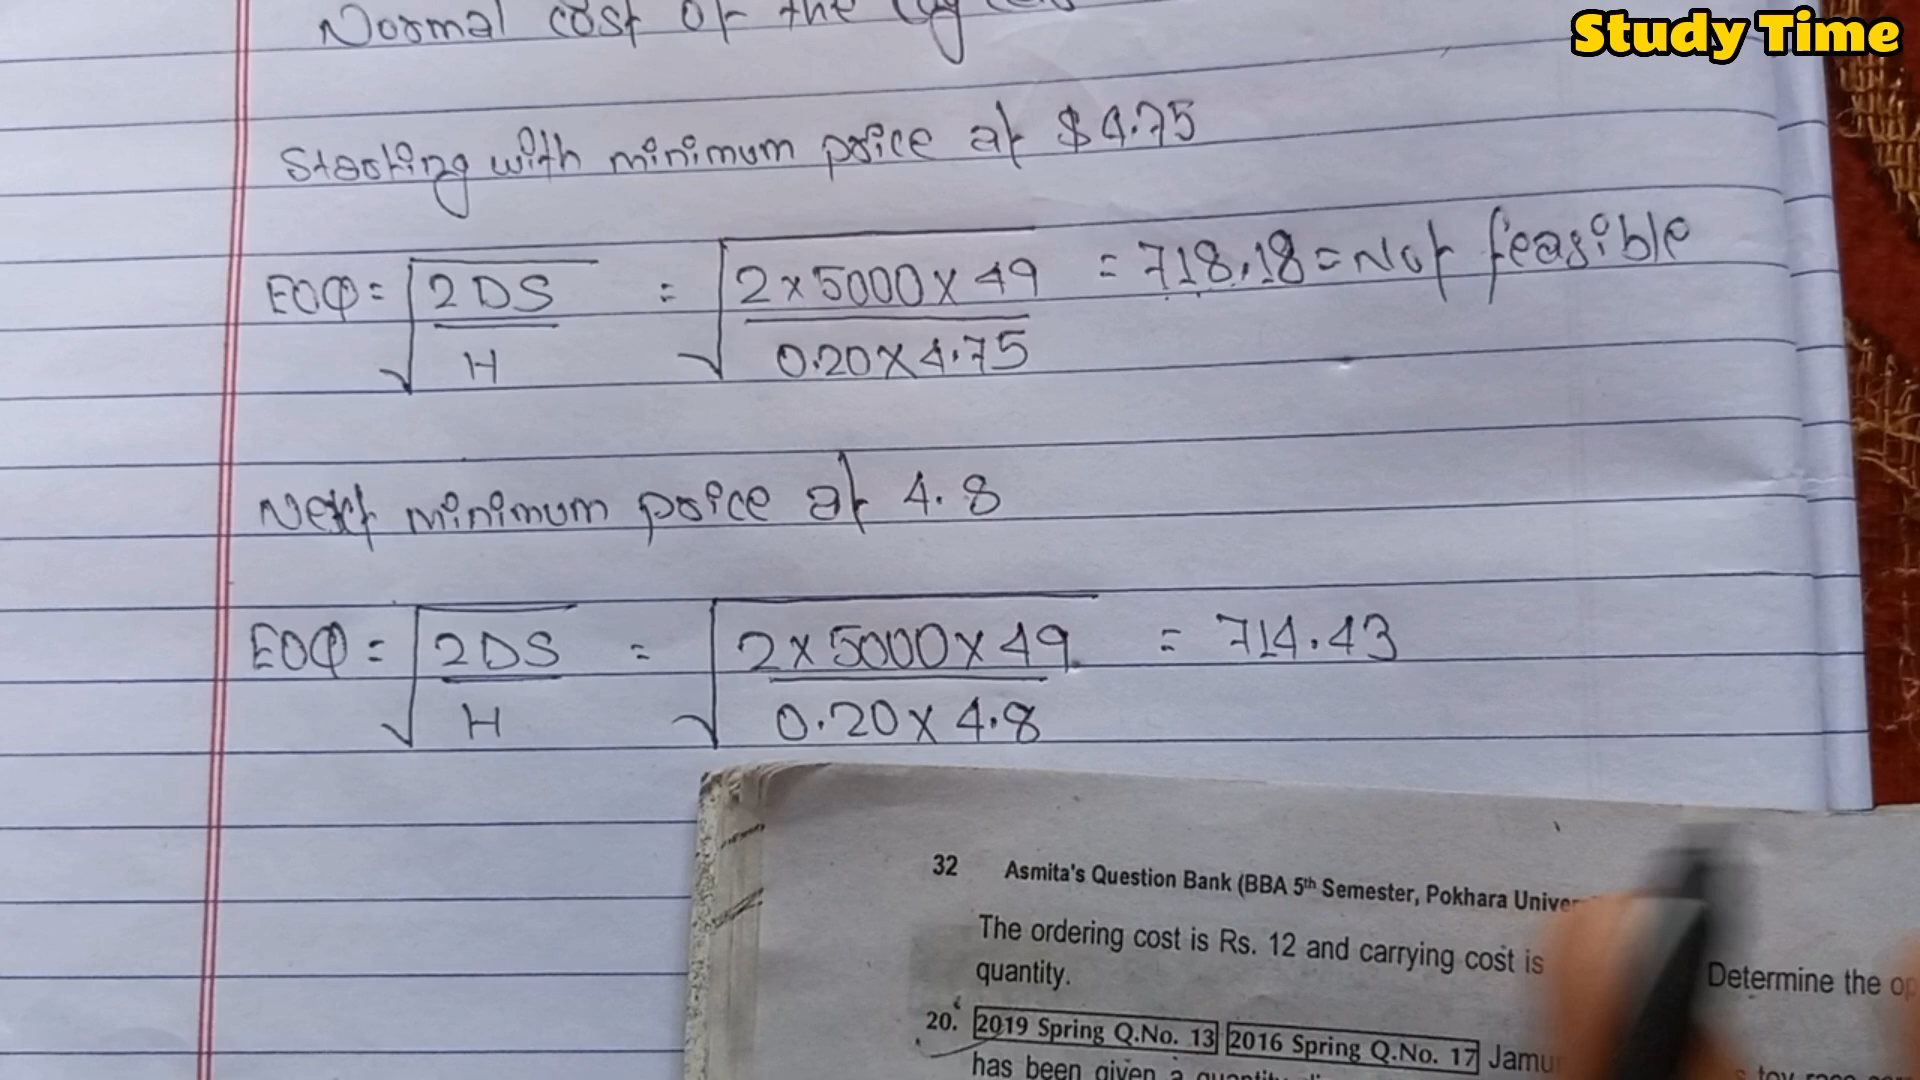 Study Time
Normal cost of the
Starting with minimum price at $4.75
EOQ = √2DS/H = √2×5000×49/0.20×4.75 = 718.18 = Not feasible
Next minimum price at 4.8
EOQ = √2DS/H = √2×5000×49/0.20×4.8 = 714.43
32 Asmita's Question Bank (BBA 5th Semester, Pokhara
The ordering cost is Rs. 12 and carrying cost is Determine the
quantity.
20. 2019 Spring Q.No. 13 2016 Spring Q.No. 17
has been given a